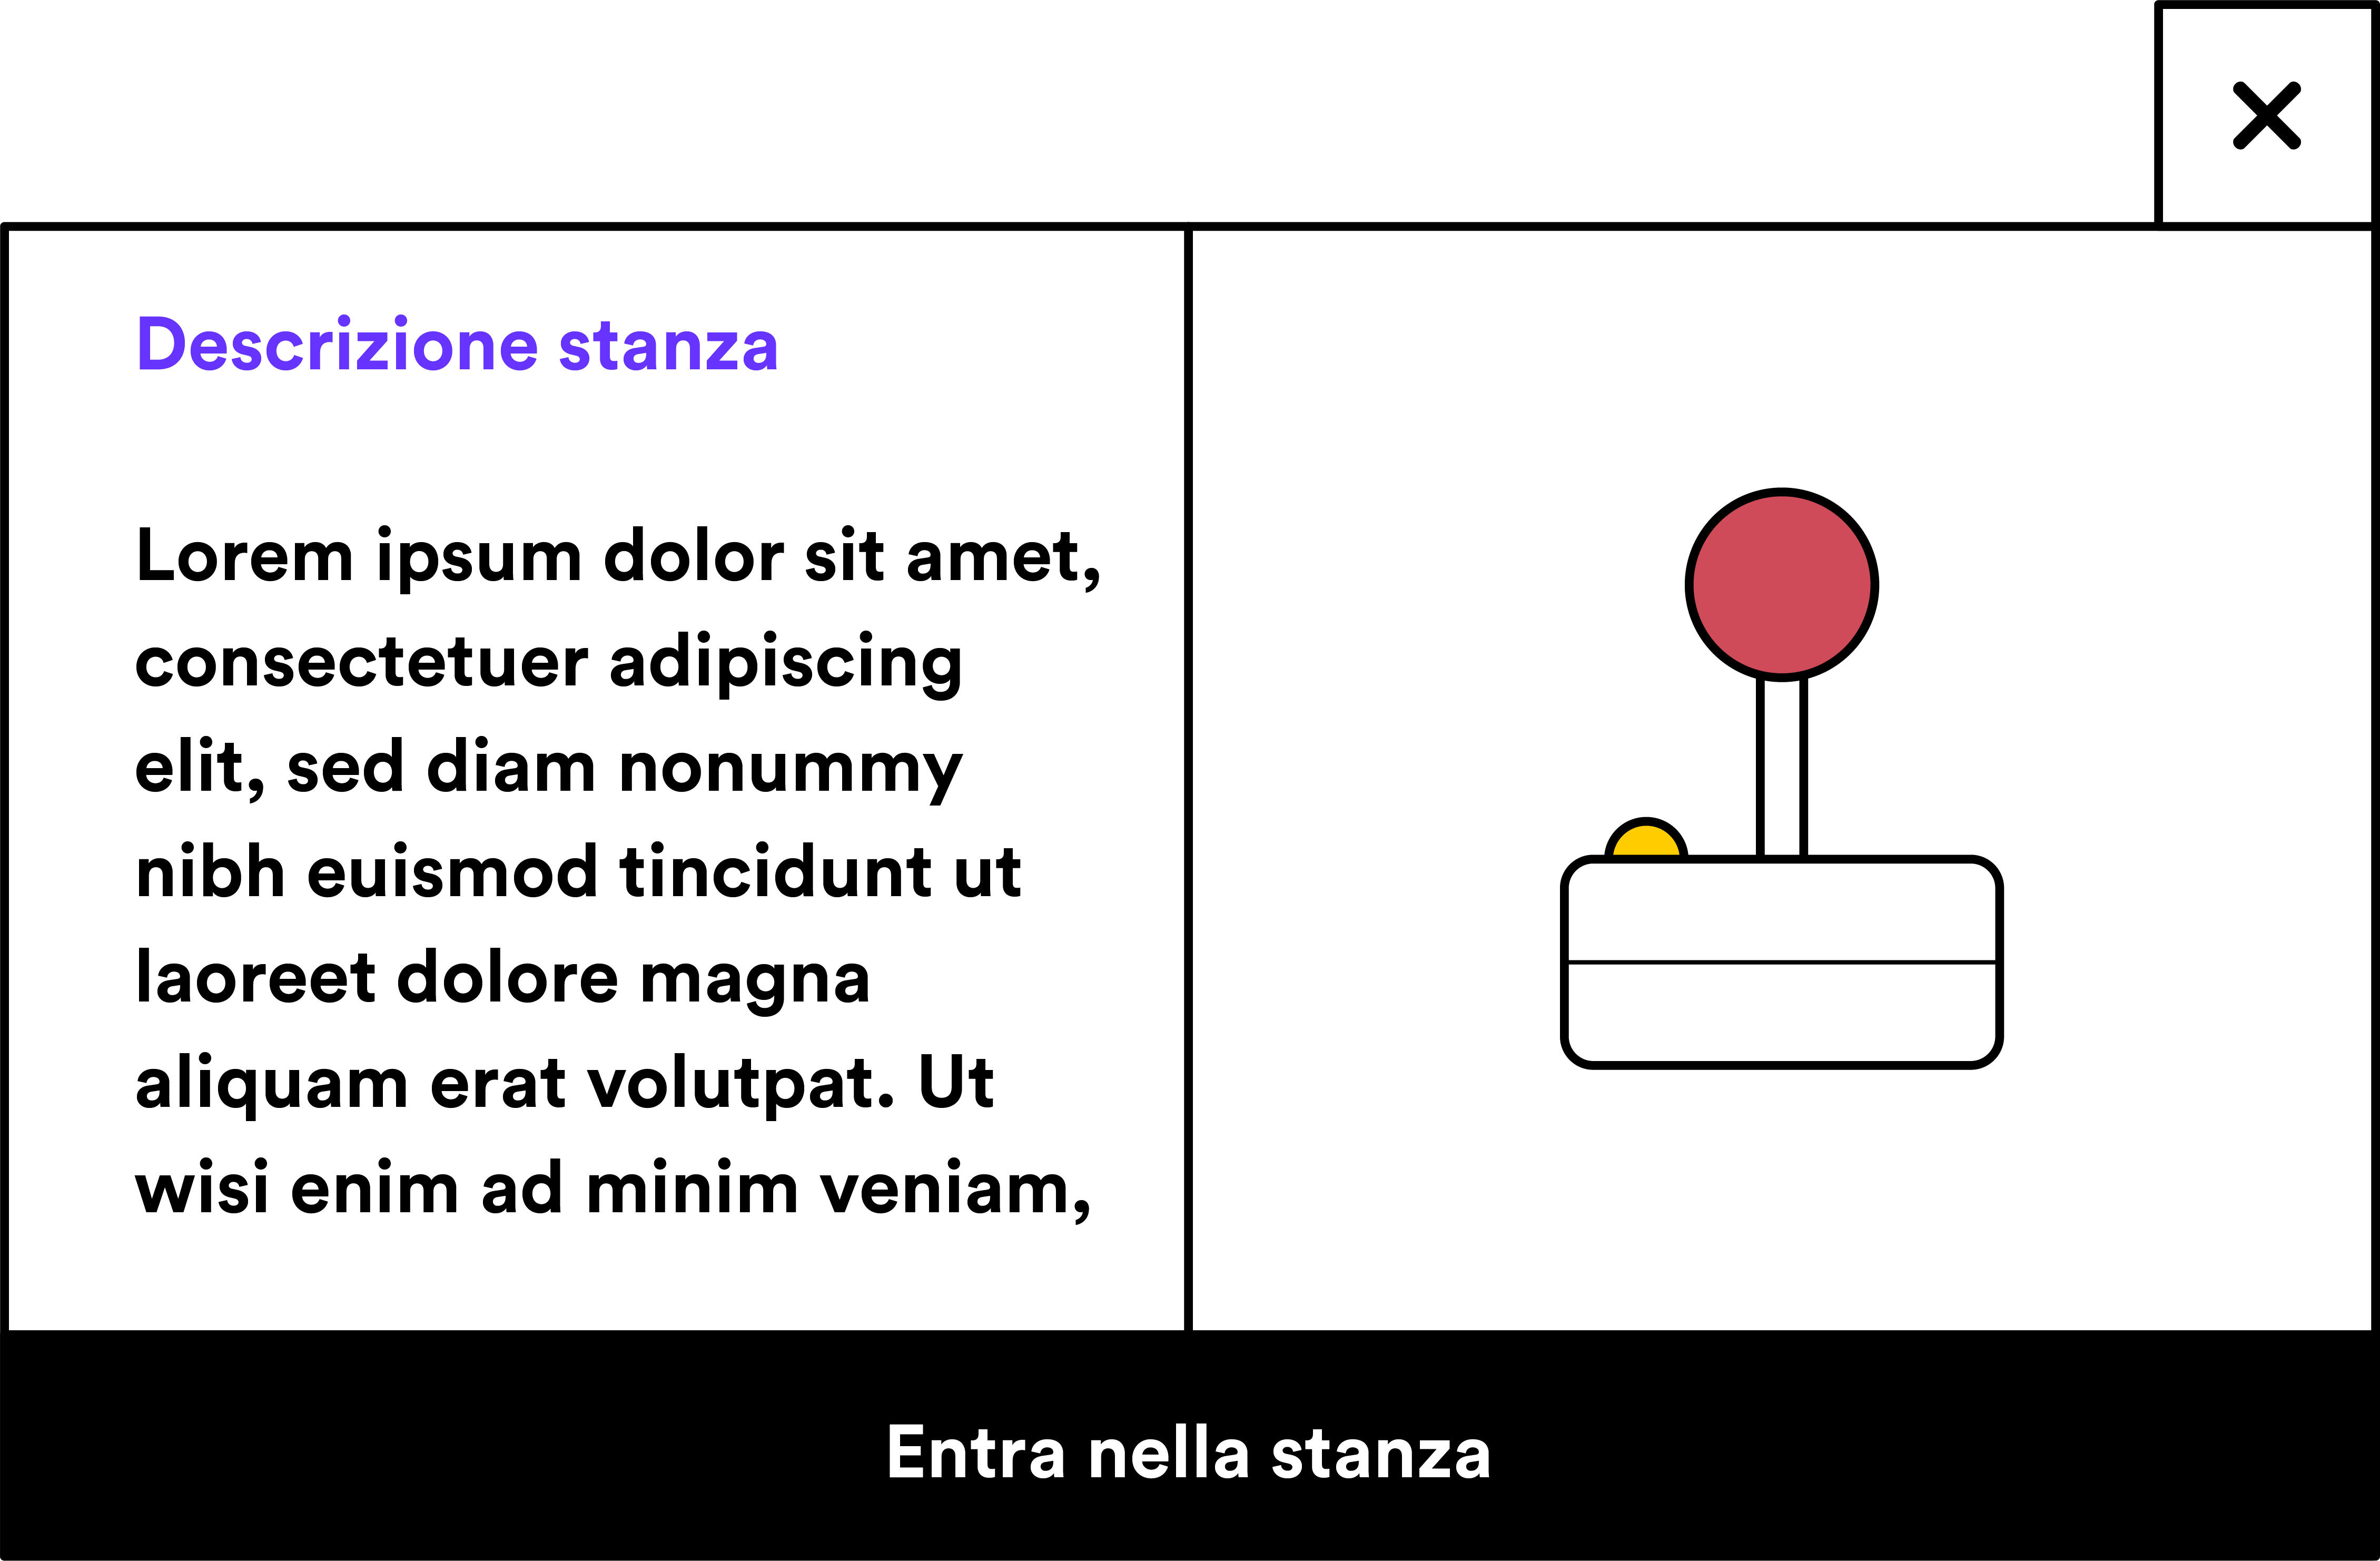 Descrizione stanza
Lorem ipsum dolor sit amet,
consectetuer adipiscing
elit, sed diam nonummy
nibh euismod tincidunt ut
laoreet dolore magna
aliquam erat volutpat. Ut
wisi enim ad minim veniam,
Entra nella stanza